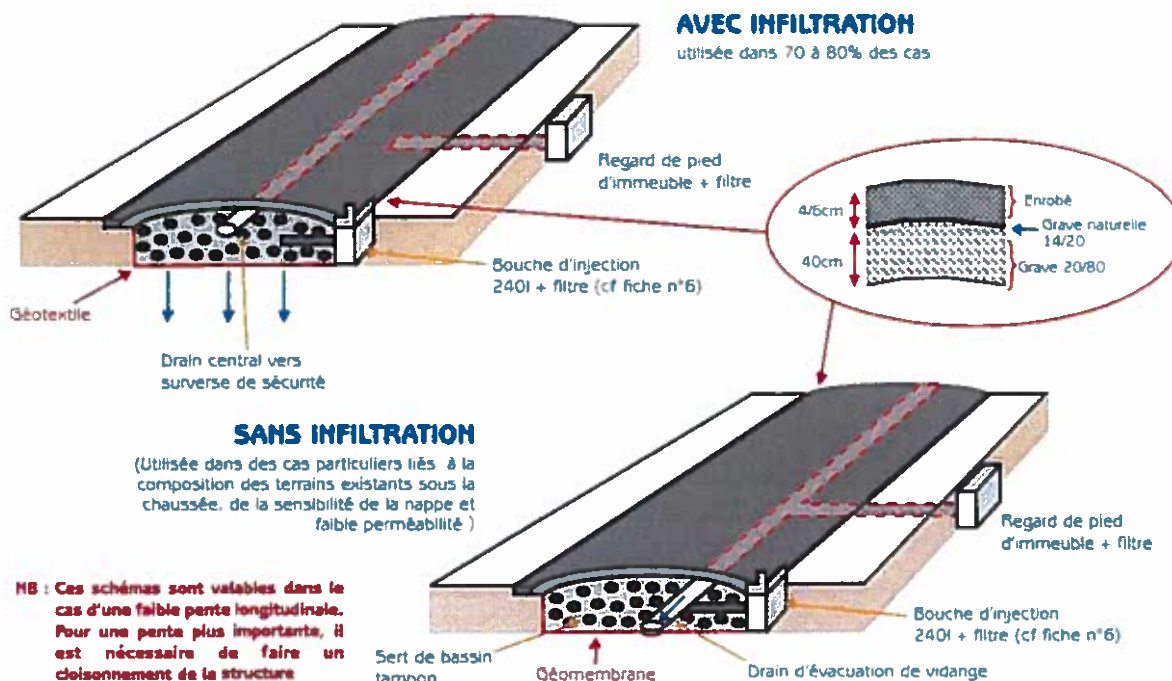 AVEC INFILTRATION
utilisée dans 70 à 80% des cas
Regard de pied
d'immeuble + filtre
Bouche d'injection
240l + filtre (cf fiche n°6)
Géotextile
Drain central vers
surverse de sécurité
4/6cm
40cm
Enrobé
Grave naturelle
14/20
Grave 20/80
SANS INFILTRATION
(Utilisée dans des cas particuliers liés à la
composition des terrains existants sous la
chaussée, de la sensibilité de la nappe et
faible perméabilité )
Regard de pied
d'immeuble + filtre
Bouche d'injection
240l + filtre (cf fiche n°6)
NB : Ces schémas sont valables dans le
cas d'une faible pente longitudinale.
Pour une pente plus importante, il
est nécessaire de faire un
cloisonnement de la structure
Sert de bassin
tampon
Géomembrane
Drain d'évacuation de vidange